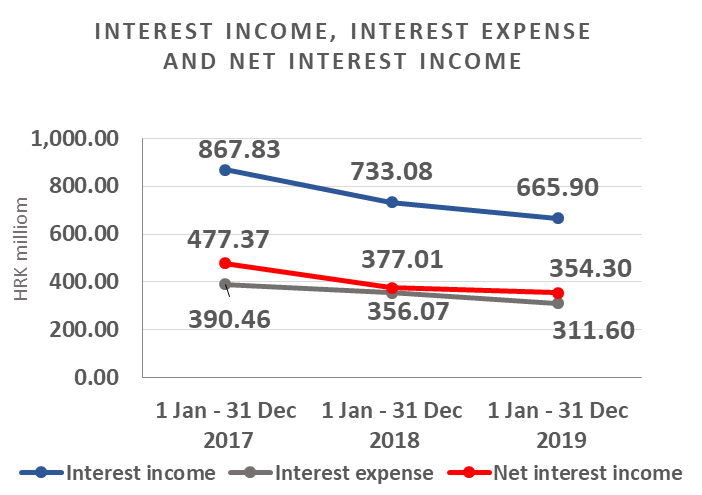 INTEREST INCOME, INTEREST EXPENSE
AND NET INTEREST INCOME
HRK milliom
1,000.00
800.00
600.00
400.00
200.00
0.00
867.83
733.08
665.90
477.37
377.01
354.30
390.46
356.07
311.60
1 Jan - 31 Dec
2017
1 Jan - 31 Dec
2018
1 Jan - 31 Dec
2019
Interest income
Interest expense
Net interest income